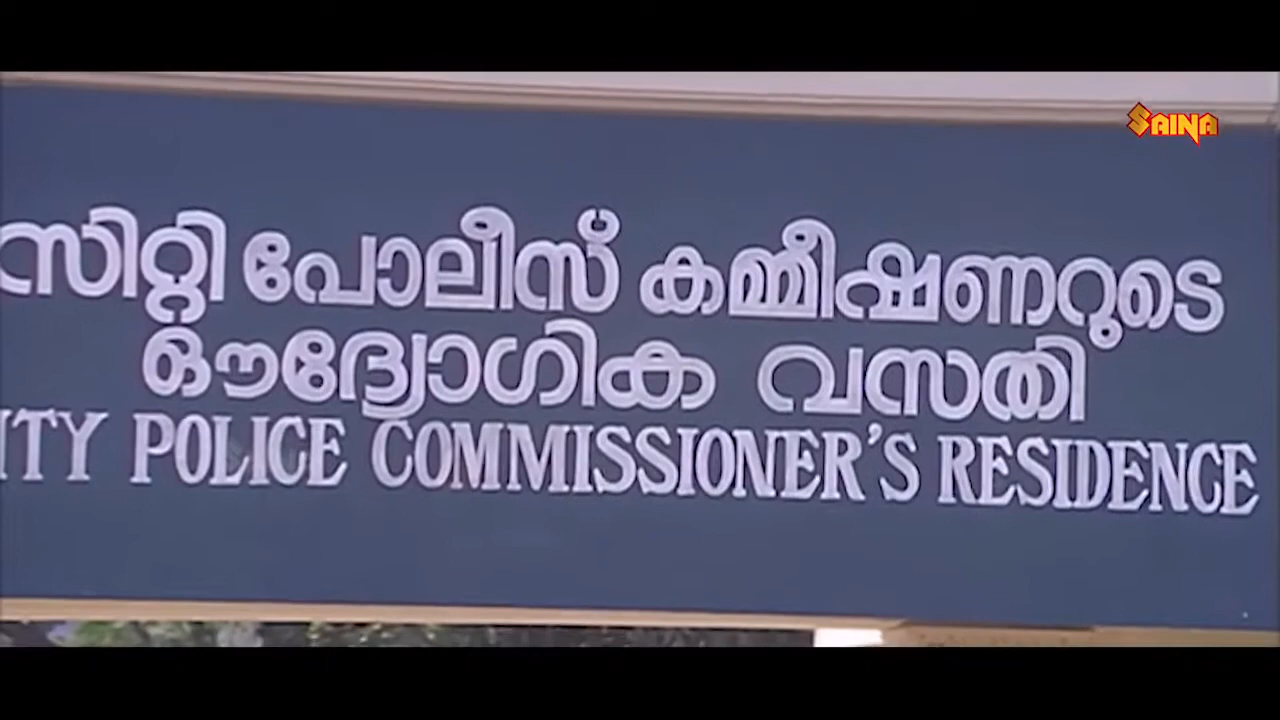 SAINA
സിറ്റി പോലീസ് കമ്മീഷണറുടെ
ഔദ്യോഗിക വസതി
ITY POLICE COMMISSIONER'S RESIDENCE